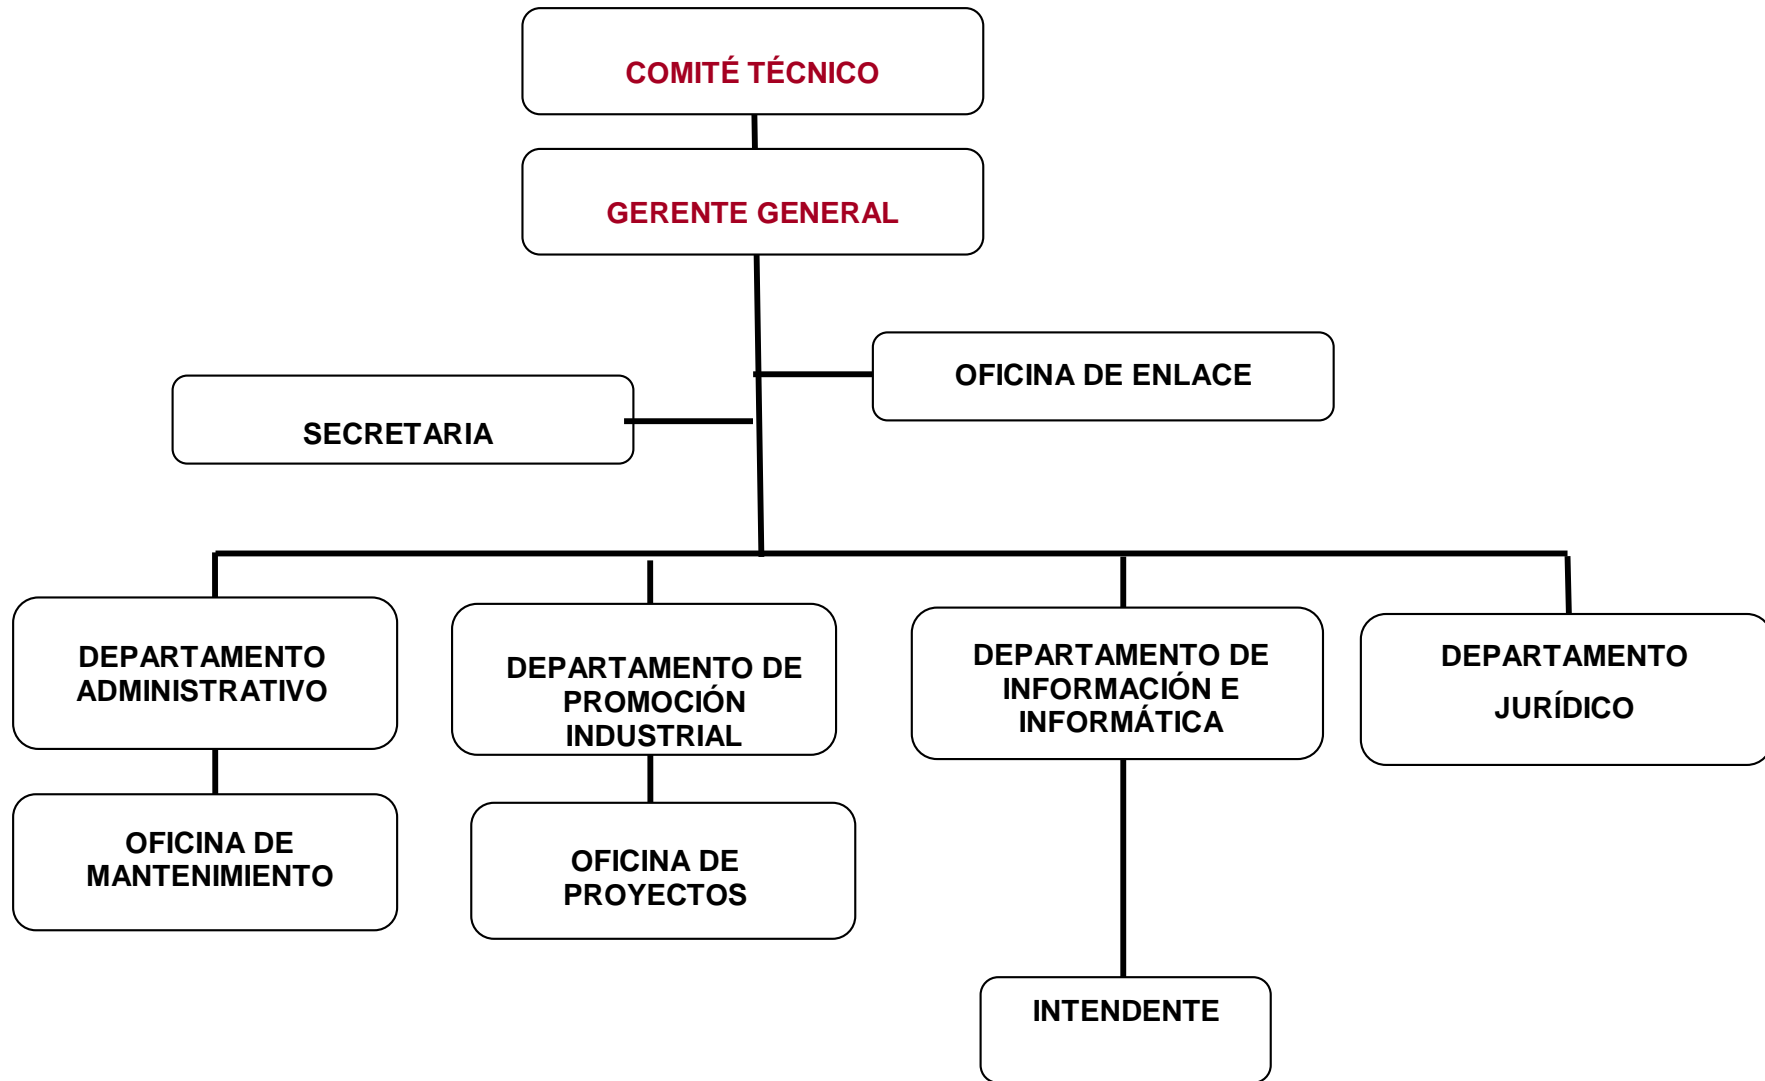 COMITÉ TÉCNICO
GERENTE GENERAL
OFICINA DE ENLACE
SECRETARIA
DEPARTAMENTO
ADMINISTRATIVO
DEPARTAMENTO DE
PROMOCIÓN
INDUSTRIAL
DEPARTAMENTO DE
INFORMACIÓN E
INFORMÁTICA
DEPARTAMENTO
JURÍDICO
OFICINA DE
MANTENIMIENTO
OFICINA DE
PROYECTOS
INTENDENTE